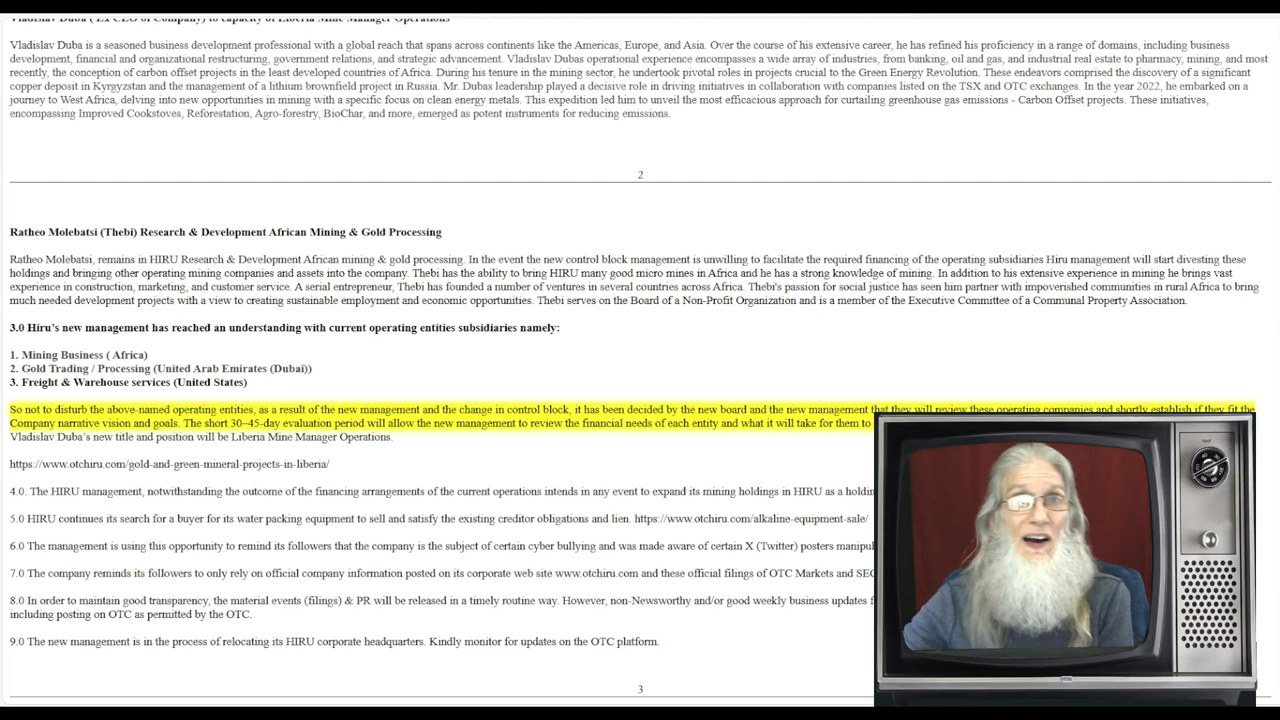 Vladislav Duba ( Ex CEO of Company) to capacity of Liberia Mine Manager Operations
Vladislav Duba is a seasoned business development professional with a global reach that spans across continents like the Americas, Europe, and Asia. Over the course of his extensive career, he has refined his proficiency in a range of domains, including business
development, financial and organizational restructuring, government relations, and strategic advancement. Vladislav Dubas operational experience encompasses a wide array of industries, from banking, oil and gas, and industrial real estate to pharmacy, mining, and most
recently, the conception of carbon offset projects in the least developed countries of Africa. During his tenure in the mining sector, he undertook pivotal roles in projects crucial to the Green Energy Revolution. These endeavors comprised the discovery of a significant
copper deposit in Kyrgyzstan and the management of a lithium brownfield project in Russia. Mr. Dubas leadership played a decisive role in driving initiatives in collaboration with companies listed on the TSX and OTC exchanges. In the year 2022, he embarked on a
journey to West Africa, delving into new opportunities in mining with a specific focus on clean energy metals. This expedition led him to unveil the most efficacious approach for curtailing greenhouse gas emissions - Carbon Offset projects. These initiatives,
encompassing Improved Cookstoves, Reforestation, Agro-forestry, BioChar, and more, emerged as potent instruments for reducing emissions.
2
Ratheo Molebatsi (Thebi) Research & Development African Mining & Gold Processing
Ratheo Molebatsi, remains in HIRU Research & Development African mining & gold processing. In the event the new control block management is unwilling to facilitate the required financing of the operating subsidiaries Hiru management will start divesting these
holdings and bringing other operating mining companies and assets into the company. Thebi has the ability to bring HIRU many good micro mines in Africa and he has a strong knowledge of mining. In addition to his extensive experience in mining he brings vast
experience in construction, marketing, and customer service. A serial entrepreneur, Thebi has founded a number of ventures in several countries across Africa. Thebi's passion for social justice has seen him partner with impoverished communities in rural Africa to bring
much needed development projects with a view to creating sustainable employment and economic opportunities. Thebi serves on the Board of a Non-Profit Organization and is a member of the Executive Committee of a Communal Property Association.
3.0 Hiru’s new management has reached an understanding with current operating entities subsidiaries namely:
1. Mining Business ( Africa)
2. Gold Trading / Processing (United Arab Emirates (Dubai))
3. Freight & Warehouse services (United States)
So not to disturb the above-named operating entities, as a result of the new management and the change in control block, it has been decided by the new board and the new management that they will review these operating companies and shortly establish if they fit the
Company narrative vision and goals. The short 30–45-day evaluation period will allow the new management to review the financial needs of each entity and what it will take for them to
Vladislav Duba’s new title and position will be Liberia Mine Manager Operations.
https://www.otchiru.com/gold-and-green-mineral-projects-in-liberia/
4.0. The HIRU management, notwithstanding the outcome of the financing arrangements of the current operations intends in any event to expand its mining holdings in HIRU as a
5.0 HIRU continues its search for a buyer for its water packing equipment to sell and satisfy the existing creditor obligations and lien. https://www.otchiru.com/alkaline-equipment-sale/
6.0 The management is using this opportunity to remind its followers that the company is the subject of certain cyber bullying and was made aware of certain X (Twitter) posters
7.0 The company reminds its followers to only rely on official company information posted on its corporate web site www.otchiru.com and these official filings of OTC Markets and SEC
8.0 In order to maintain good transparency, the material events (filings) & PR will be released in a timely routine way. However, non-Newsworthy and/or good weekly business updates
including posting on OTC as permitted by the OTC.
9.0 The new management is in the process of relocating its HIRU corporate headquarters. Kindly monitor for updates on the OTC platform.
3